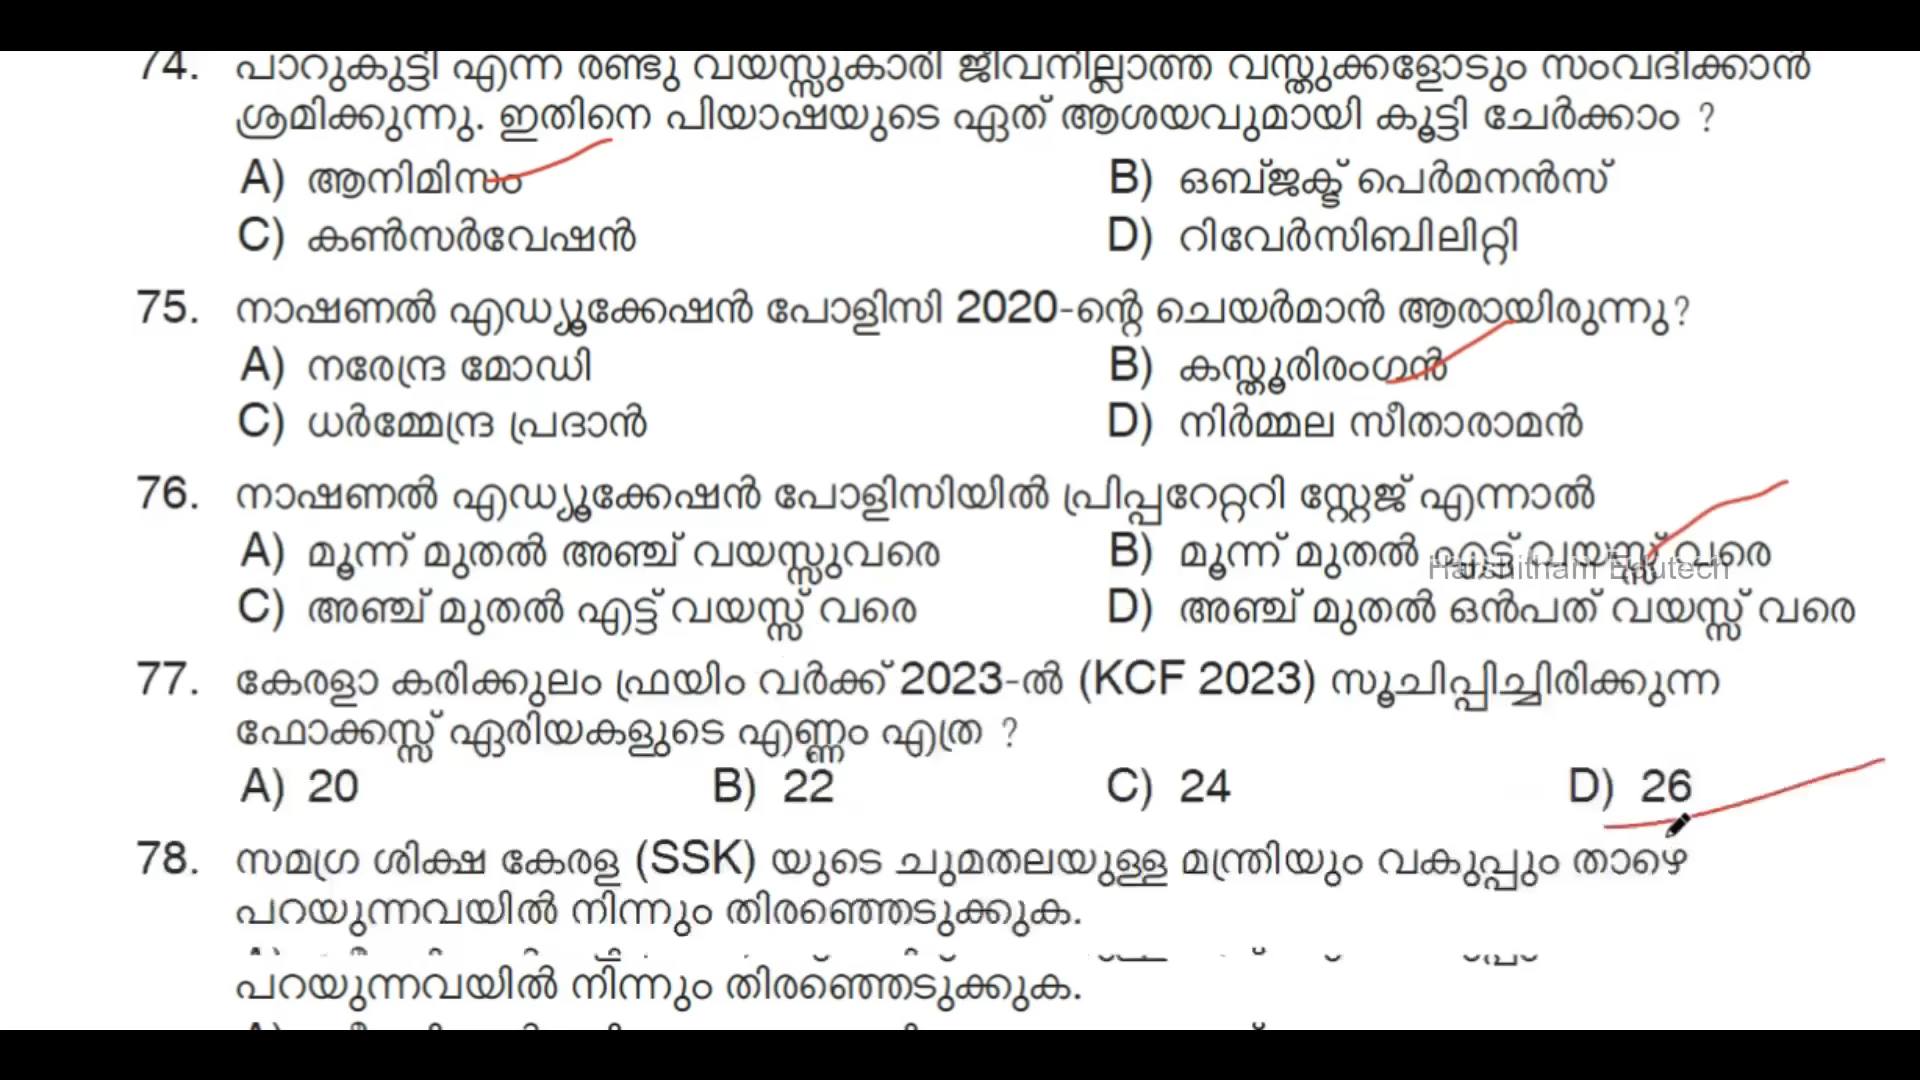 74. പാറുകുട്ടി എന്ന രണ്ടു വയസ്സുകാരി ജീവനില്ലാത്ത വസ്തുക്കളോടും സംവദിക്കാൻ
ശ്രമിക്കുന്നു. ഇതിനെ പിയാഷയുടെ ഏത് ആശയവുമായി കൂട്ടി ചേർക്കാം ?
A) ആനിമിസം B) ഒബ്ജക്ട് പെർമനൻസ്
C) കൺസർവേഷൻ D) റിവേർസിബിലിറ്റി
75. നാഷണൽ എഡ്യൂക്കേഷൻ പോളിസി 2020-ന്റെ ചെയർമാൻ ആരായിരുന്നു?
A) നരേന്ദ്ര മോഡി B) കസ്തൂരിരംഗൻ
C) ധർമ്മേന്ദ്ര പ്രദാൻ D) നിർമ്മല സീതാരാമൻ
76. നാഷണൽ എഡ്യൂക്കേഷൻ പോളിസിയിൽ പ്രിപ്പറേറ്ററി സ്റ്റേജ് എന്നാൽ
A) മൂന്ന് മുതൽ അഞ്ച് വയസ്സുവരെ B) മൂന്ന് മുതൽ എട്ട് വയസ്സ് വരെ
Harshitham Edutech
C) അഞ്ച് മുതൽ എട്ട് വയസ്സ് വരെ D) അഞ്ച് മുതൽ ഒൻപത് വയസ്സ് വരെ
77. കേരളാ കരിക്കുലം ഫ്രയിം വർക്ക് 2023-ൽ (KCF 2023) സൂചിപ്പിച്ചിരിക്കുന്ന
ഫോക്കസ്സ് ഏരിയകളുടെ എണ്ണം എത്ര ?
A) 20 B) 22 C) 24 D) 26
78. സമഗ്ര ശിക്ഷ കേരള (SSK) യുടെ ചുമതലയുള്ള മന്ത്രിയും വകുപ്പും താഴെ
പറയുന്നവയിൽ നിന്നും തിരഞ്ഞെടുക്കുക.
പറയുന്നവയിൽ നിന്നും തിരഞ്ഞെടുക്കുക.